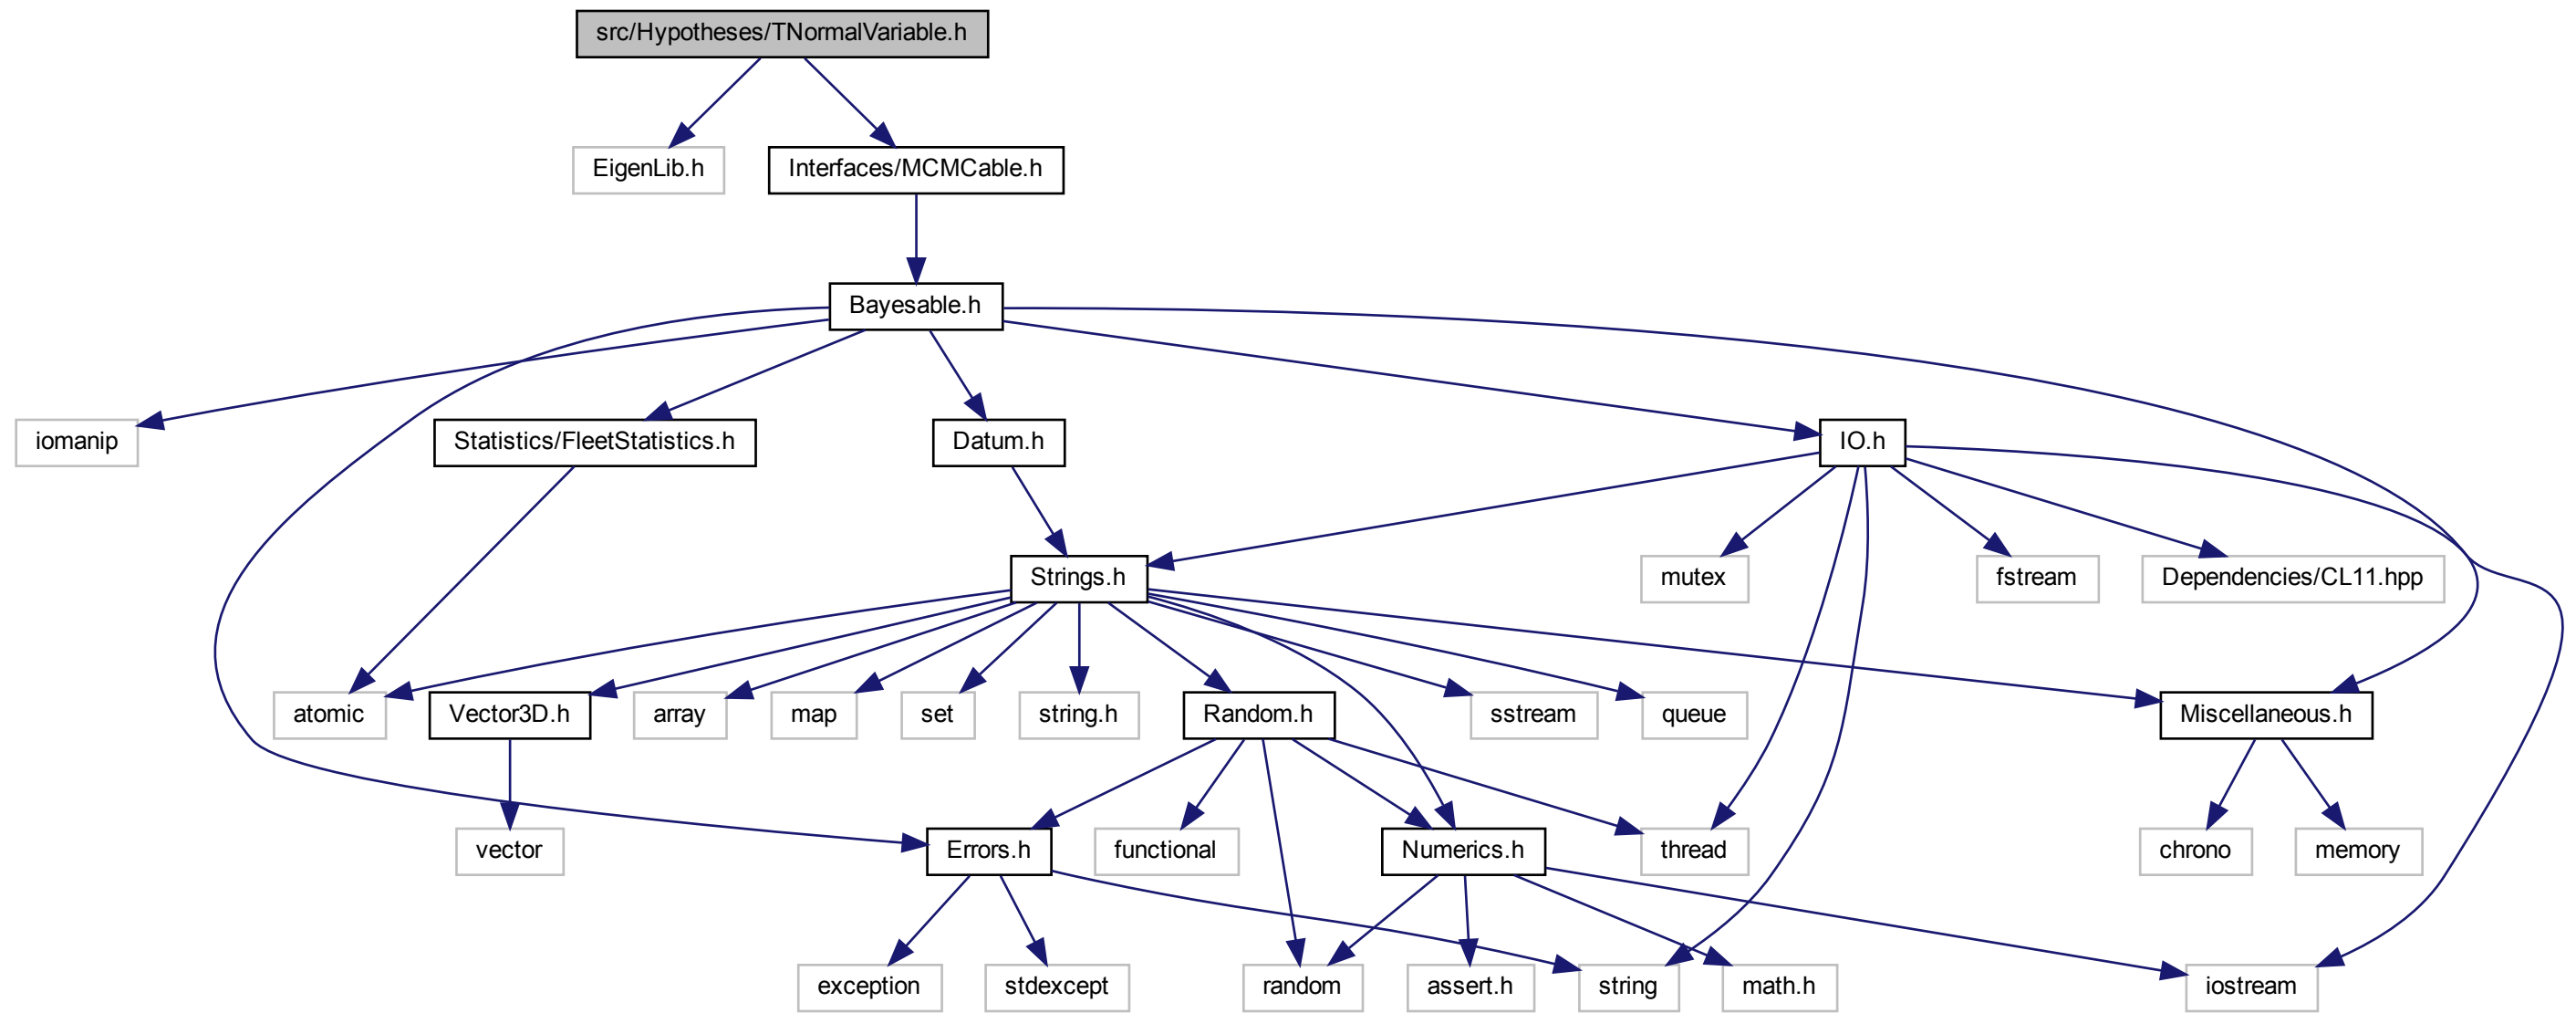 src/Hypotheses/TNormalVariable.h
EigenLib.h
Interfaces/MCMCable.h
Bayesable.h
iomanip
Statistics/FleetStatistics.h
Datum.h
IO.h
Strings.h
mutex
fstream
Dependencies/CL11.hpp
atomic
Vector3D.h
array
map
set
string.h
Random.h
sstream
queue
Miscellaneous.h
vector
Errors.h
functional
Numerics.h
thread
chrono
memory
exception
stdexcept
random
assert.h
string
math.h
iostream